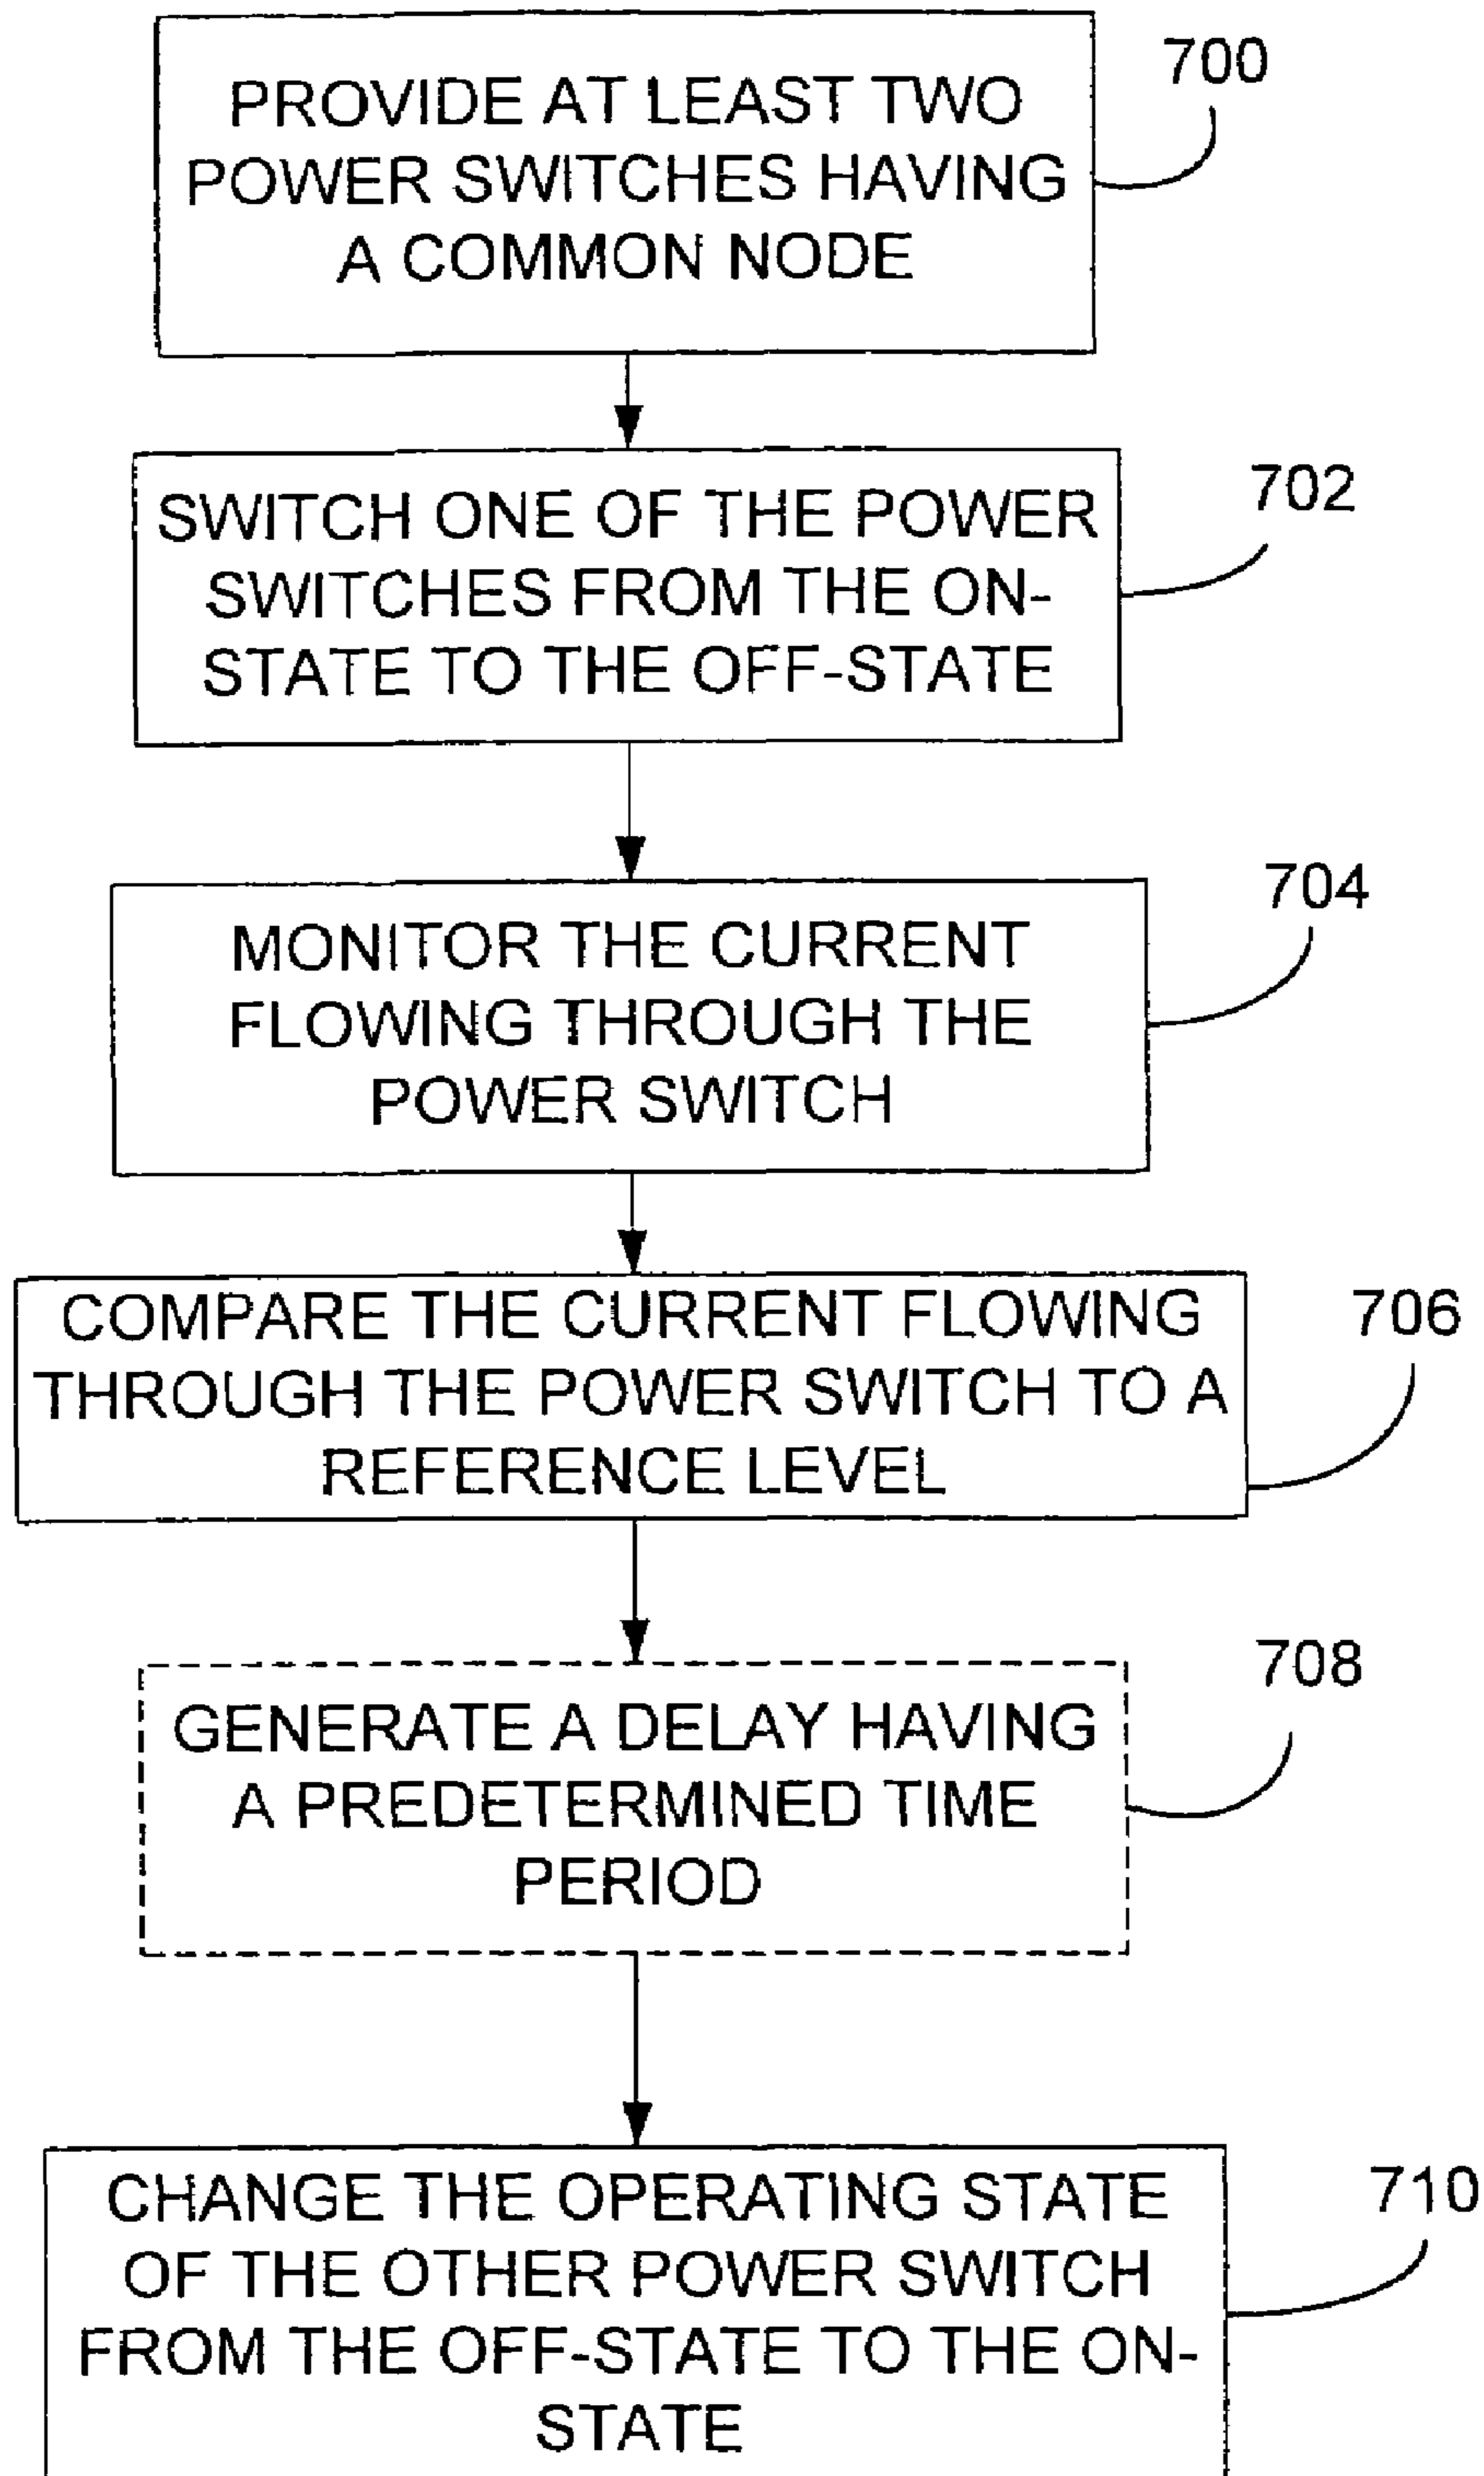 PROVIDE AT LEAST TWO
POWER SWITCHES HAVING
A COMMON NODE
700
SWITCH ONE OF THE POWER
SWITCHES FROM THE ON-
STATE TO THE OFF-STATE
702
MONITOR THE CURRENT
FLOWING THROUGH THE
POWER SWITCH
704
COMPARE THE CURRENT FLOWING
THROUGH THE POWER SWITCH TO A
REFERENCE LEVEL
706
GENERATE A DELAY HAVING
A PREDETERMINED TIME
PERIOD
708
CHANGE THE OPERATING STATE
OF THE OTHER POWER SWITCH
FROM THE OFF-STATE TO THE ON-
STATE
710